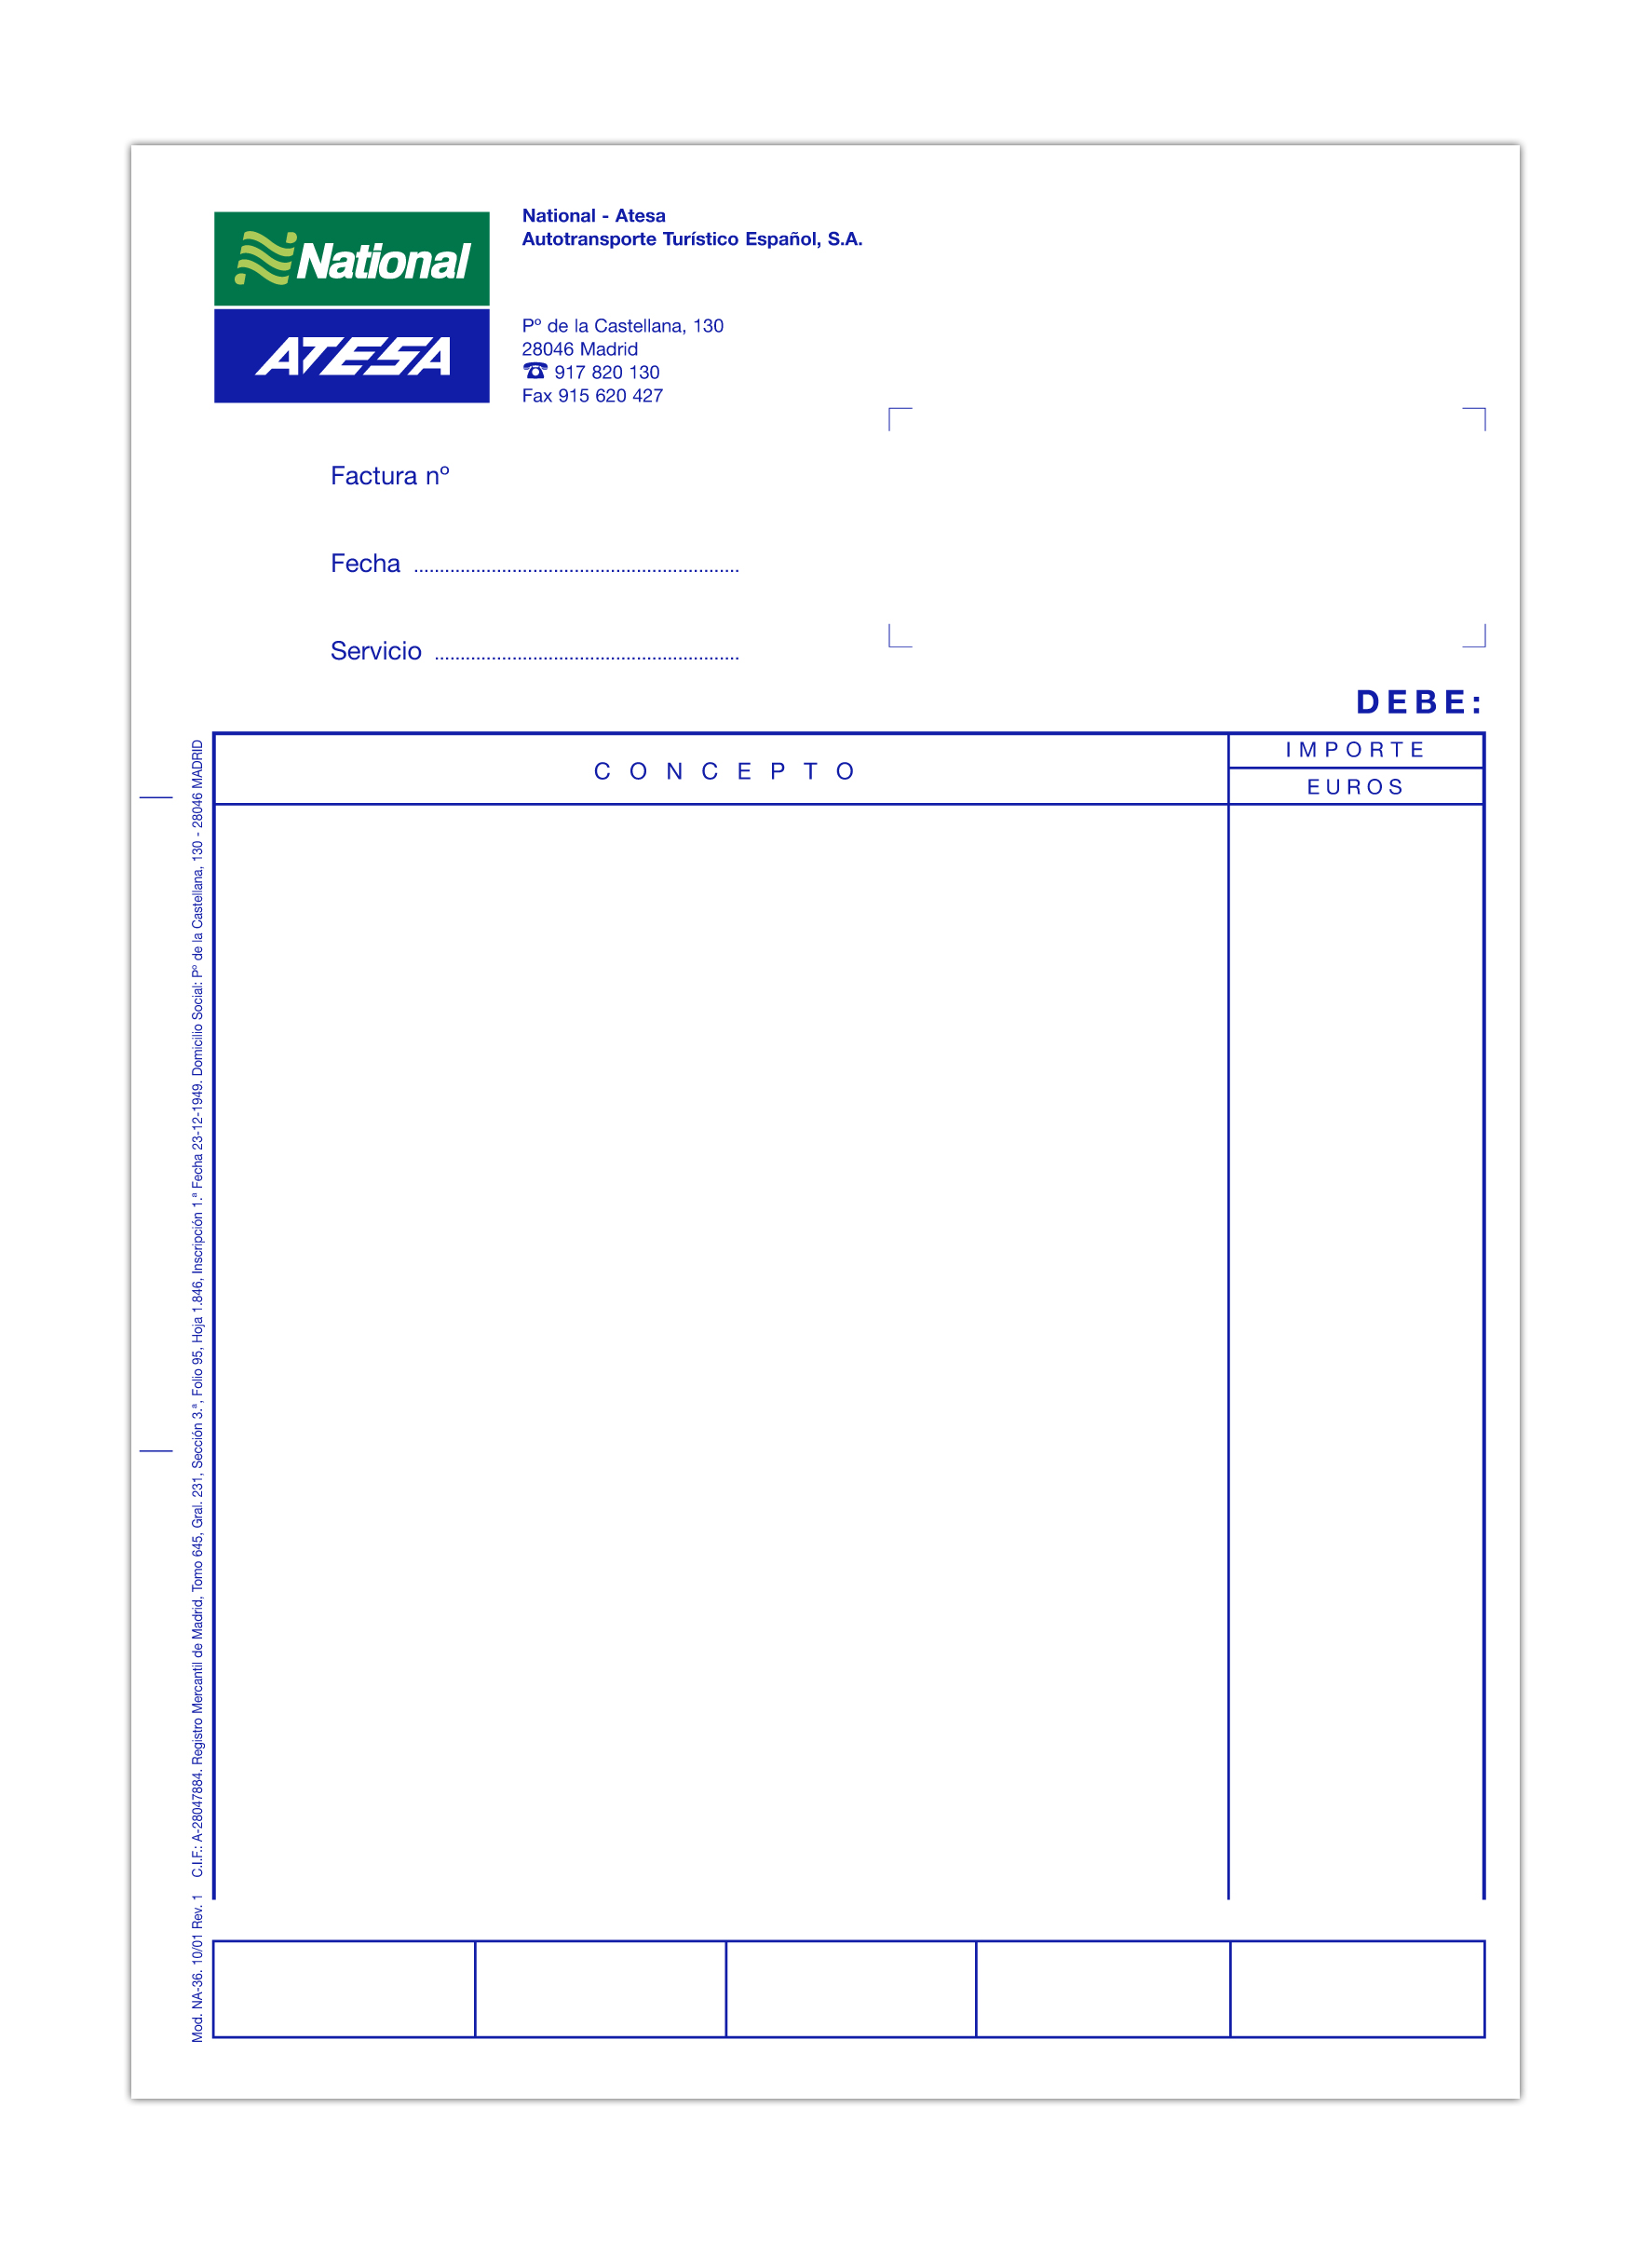 National
ATESA
National - Atesa
Autotransporte Turístico Español, S.A.
Pº de la Castellana, 130
28046 Madrid
☎ 917 820 130
Fax 915 620 427
Factura nº
Fecha ...............................................................
Servicio ...........................................................
DEBE:
CONCEPTO
IMPORTE
EUROS
Mod. NA-36. 10/01 Rev. 1 C.I.F.: A-28047884. Registro Mercantil de Madrid, Tomo 645, Gral. 231, Sección 3.ª, Folio 95, Hoja 1.846, Inscripción 1.ª Fecha 23-12-1949. Domicilio Social: Pº de la Castellana, 130 - 28046 MADRID